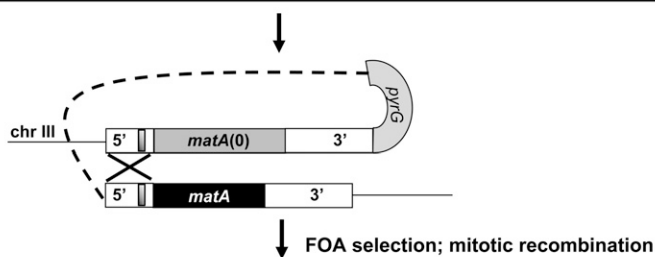 pyrG
chr III
5' matA(0) 3'
5' matA 3'
FOA selection; mitotic recombination